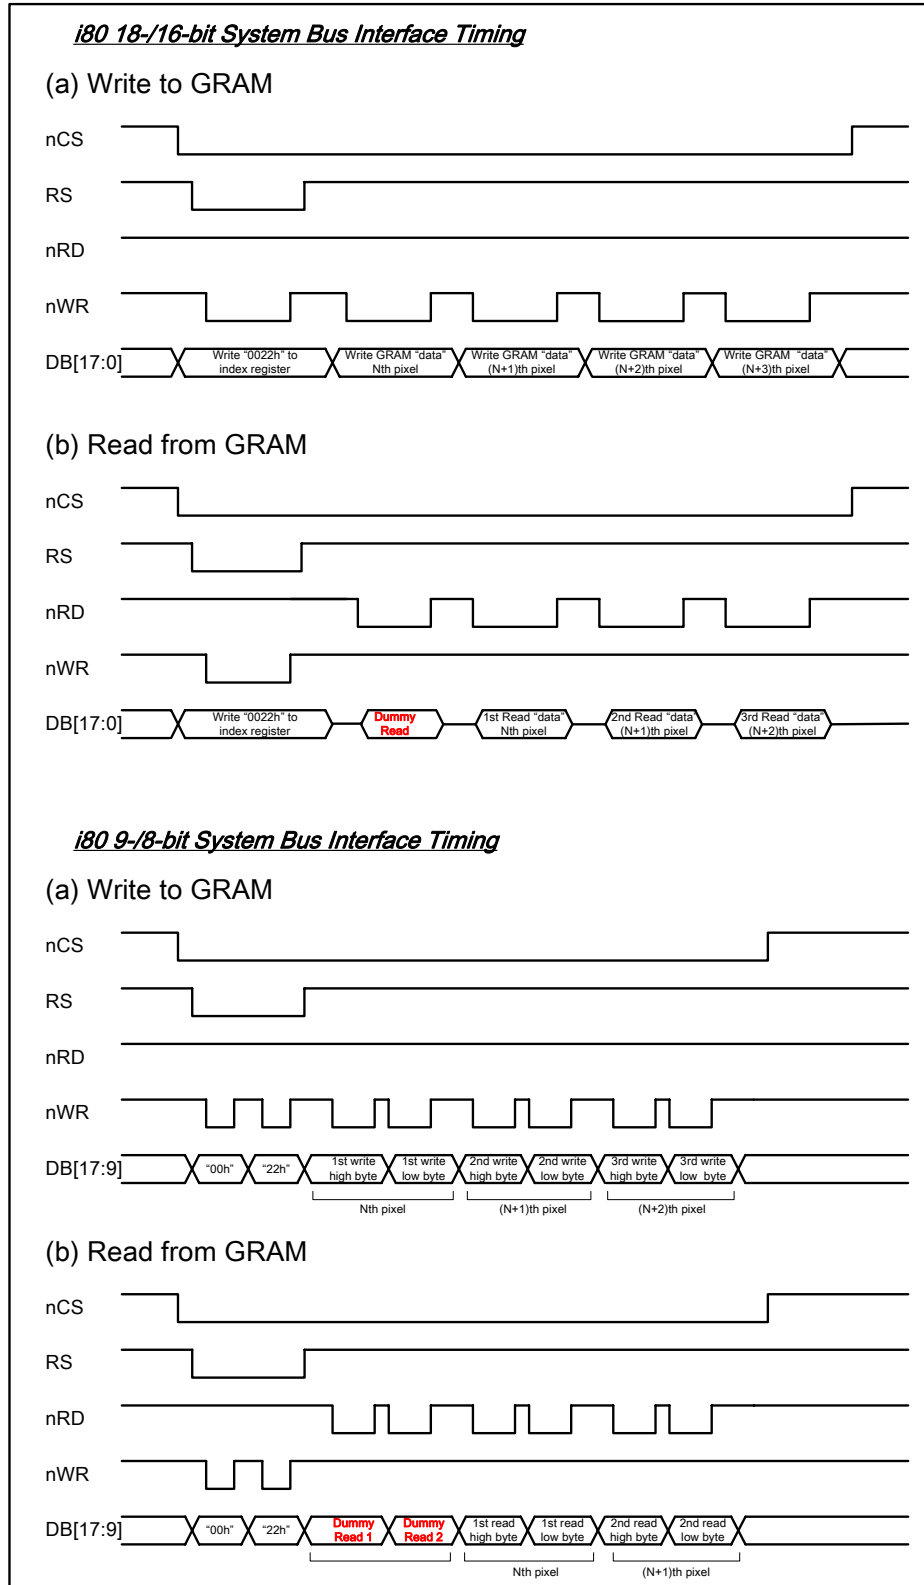 i80 18-/16-bit System Bus Interface Timing
(a) Write to GRAM
nCS
RS
nRD
nWR
DB[17:0]
Write “0022h” to
index register
Write GRAM “data”
Nth pixel
Write GRAM “data”
(N+1)th pixel
Write GRAM “data”
(N+2)th pixel
Write GRAM “data”
(N+3)th pixel
(b) Read from GRAM
nCS
RS
nRD
nWR
DB[17:0]
Write “0022h” to
index register
Dummy
Read
1st Read “data”
Nth pixel
2nd Read “data”
(N+1)th pixel
3rd Read “data”
(N+2)th pixel
i80 9-/8-bit System Bus Interface Timing
(a) Write to GRAM
nCS
RS
nRD
nWR
DB[17:9]
“00h”
“22h”
1st write
high byte
1st write
low byte
2nd write
high byte
2nd write
low byte
3rd write
high byte
3rd write
low byte
Nth pixel
(N+1)th pixel
(N+2)th pixel
(b) Read from GRAM
nCS
RS
nRD
nWR
DB[17:9]
“00h”
“22h”
Dummy
Read 1
Dummy
Read 2
1st read
high byte
1st read
low byte
2nd read
high byte
2nd read
low byte
Nth pixel
(N+1)th pixel